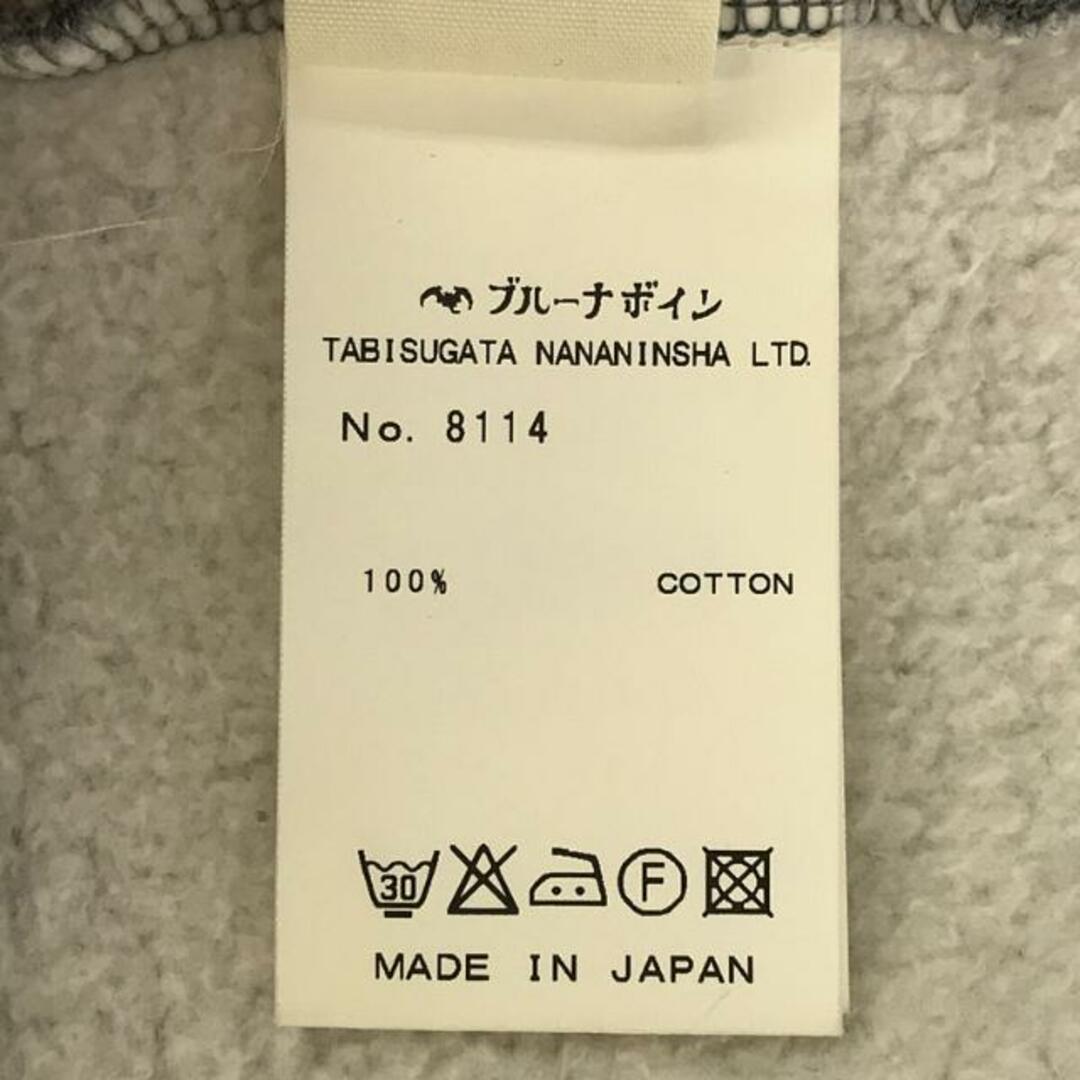 ブルーナボイン
TABISUGATA NANANINSHA LTD.
No. 8114
100% COTTON
30 F
MADE IN JAPAN